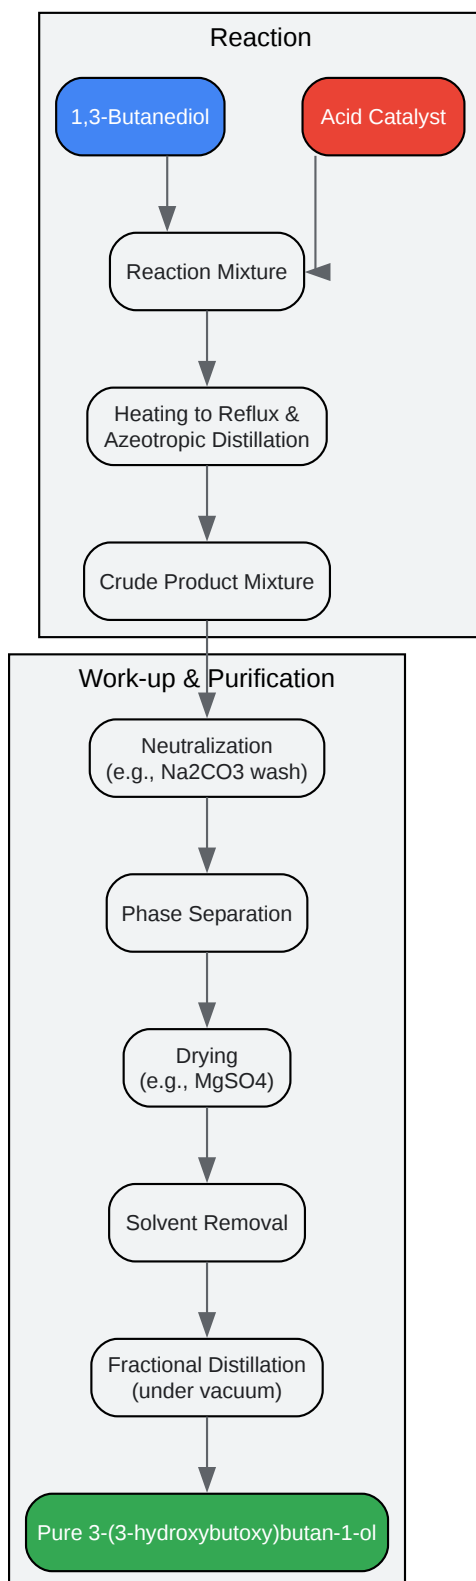 Reaction
1,3-Butanediol
Acid Catalyst
Reaction Mixture
Heating to Reflux &
Azeotropic Distillation
Crude Product Mixture
Work-up & Purification
Neutralization
(e.g., Na2CO3 wash)
Phase Separation
Drying
(e.g., MgSO4)
Solvent Removal
Fractional Distillation
(under vacuum)
Pure 3-(3-hydroxybutoxy)butan-1-ol